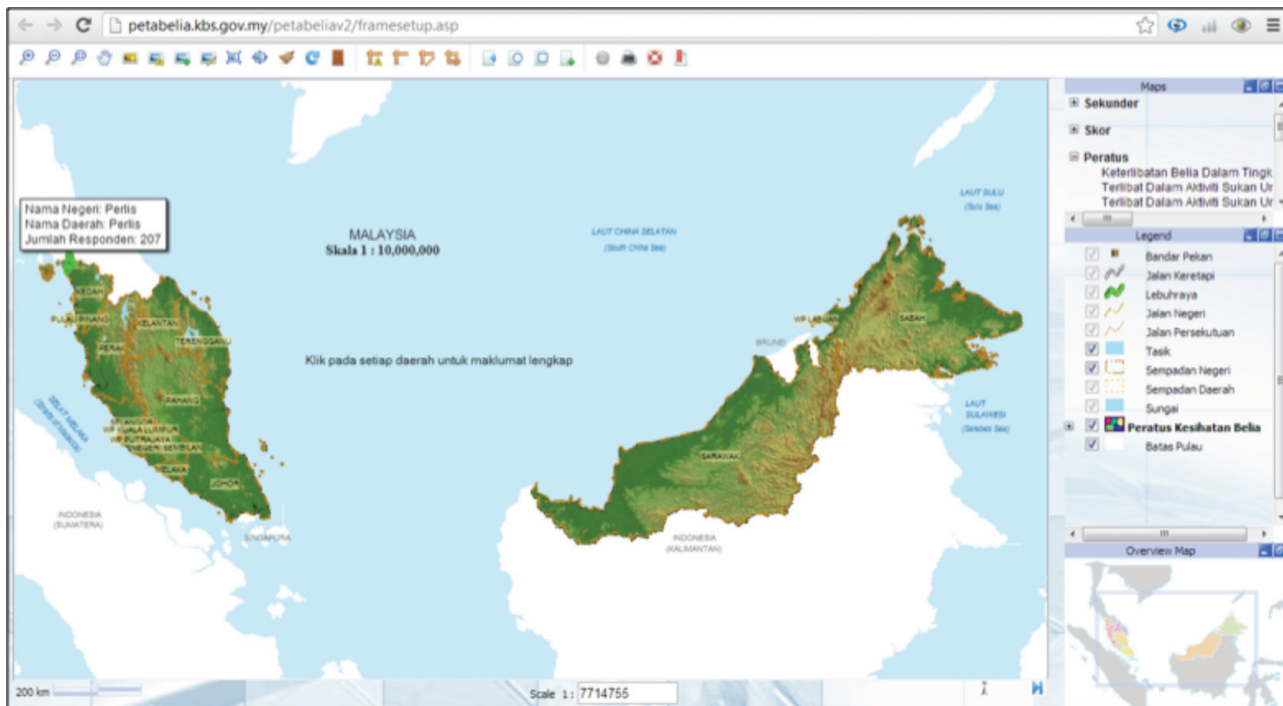 petabelia.kbs.gov.my/petabeliav2/framesetup.asp
Maps
Sekunder
Skor
Peratus
Keterlibatan Belia Dalam Tingk
Terlibat Dalam Aktiviti Sukan Ur
Terlibat Dalam Aktiviti Sukan Ur
Nama Negeri: Perlis
Nama Daerah: Perlis
Jumlah Responden: 207
MALAYSIA
Skala 1 : 10,000,000
LAUT CHINA SELATAN
(South China Sea)
LAUT SULU
(Sulu Sea)
KEDAH
PULAU PINANG
KELANTAN
TERENGGANU
PERAK
PAHANG
SELANGOR
WP KUALA LUMPUR
WP PUTRAJAYA
NEGERI SEMBILAN
MELAKA
JOHOR
SELAT MELAKA
(Straits of Malacca)
Klik pada setiap daerah untuk maklumat lengkap
WP LABUAN
SABAH
BRUNEI
LAUT
SULAWESI
(Celebes Sea)
SARAWAK
INDONESIA
(SUMATERA)
SINGAPURA
INDONESIA
(KALIMANTAN)
Legend
Bandar Pekan
Jalan Keretapi
Lebuhraya
Jalan Negeri
Jalan Persekutuan
Tasik
Sempadan Negeri
Sempadan Daerah
Sungai
Peratus Kesihatan Belia
Batas Pulau
Overview Map
200 km
Scale 1: 7714755